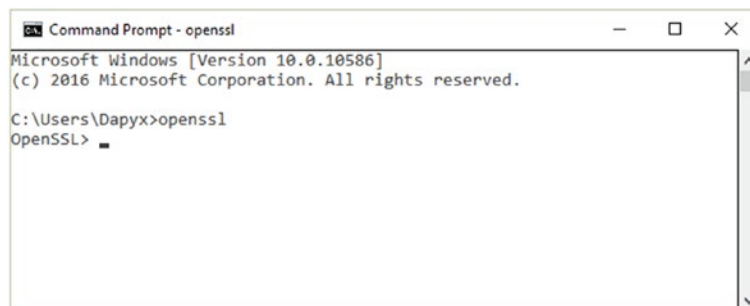 Command Prompt - openssl
Microsoft Windows [Version 10.0.10586]
(c) 2016 Microsoft Corporation. All rights reserved.
C:\Users\Dapyx>openssl
OpenSSL>